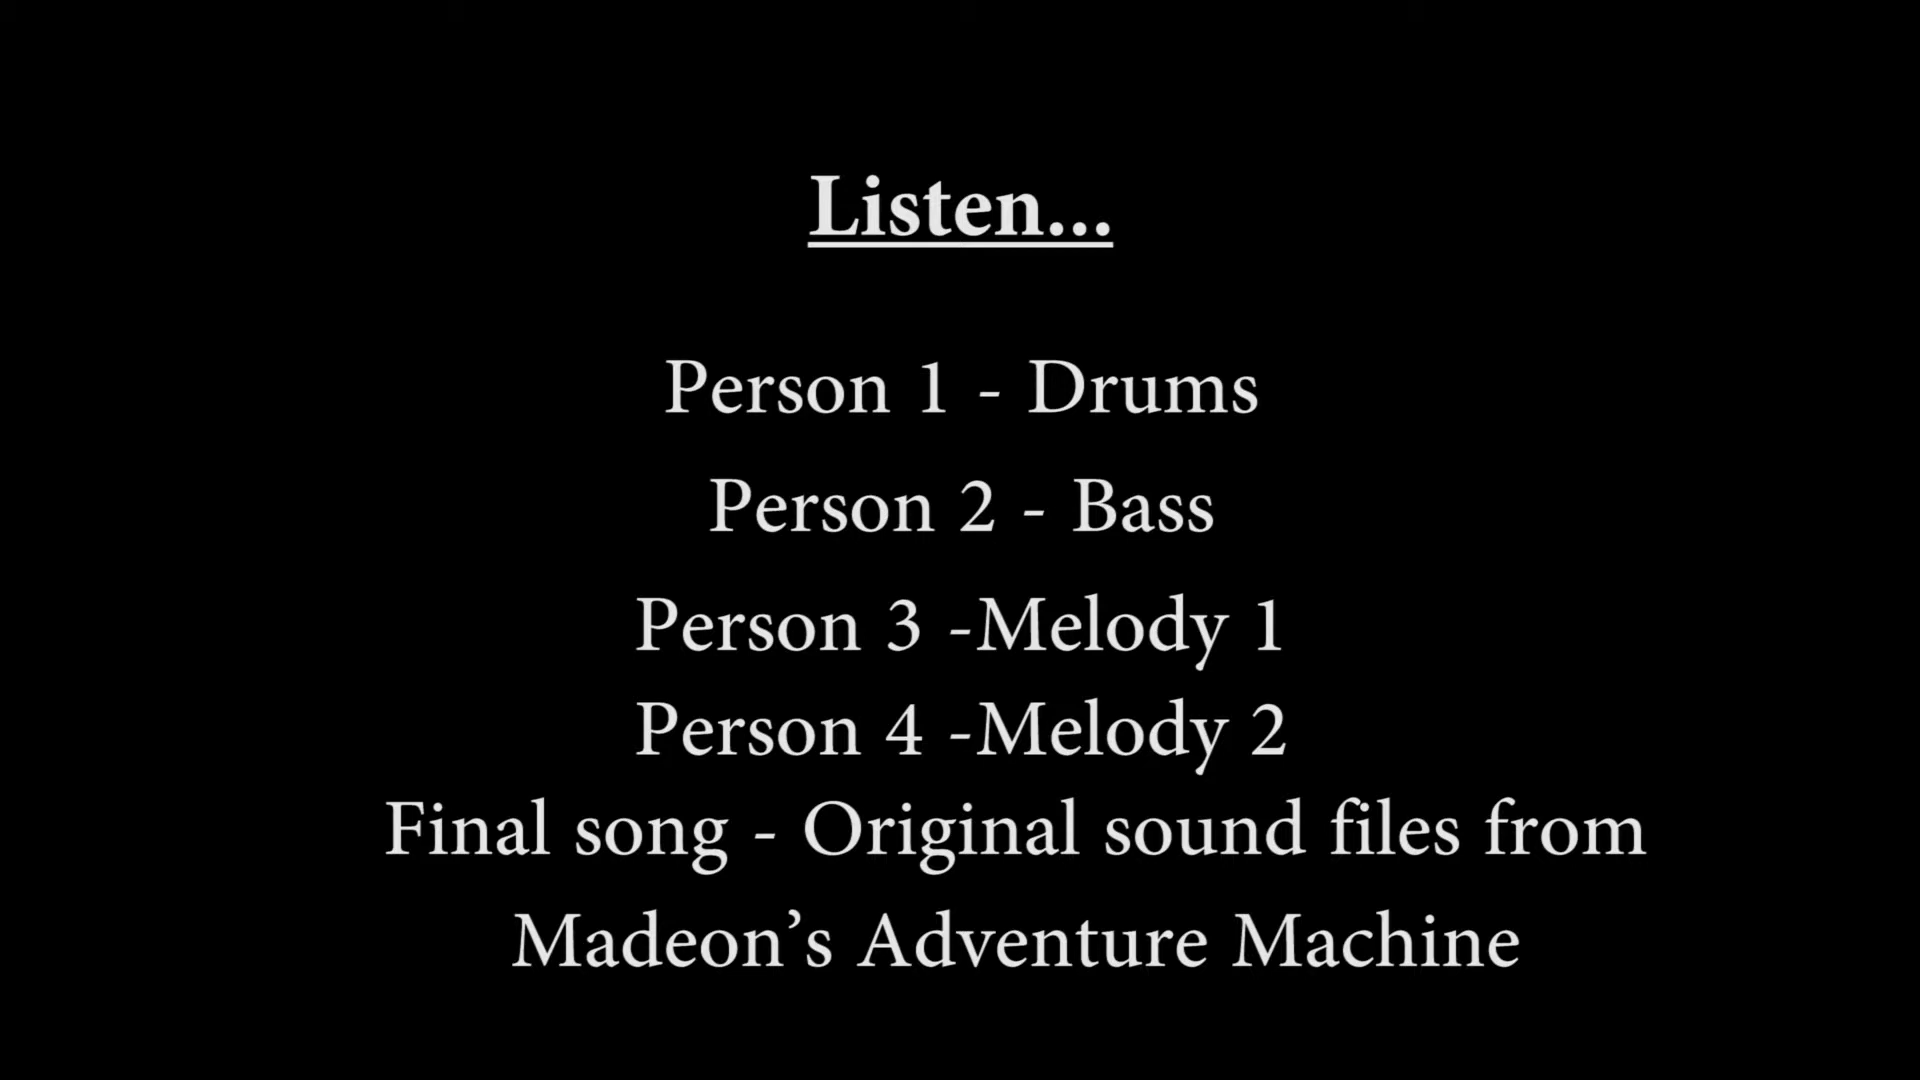 Listen...
Person 1 - Drums
Person 2 - Bass
Person 3 -Melody 1
Person 4 -Melody 2
Final song - Original sound files from
Madeon’s Adventure Machine